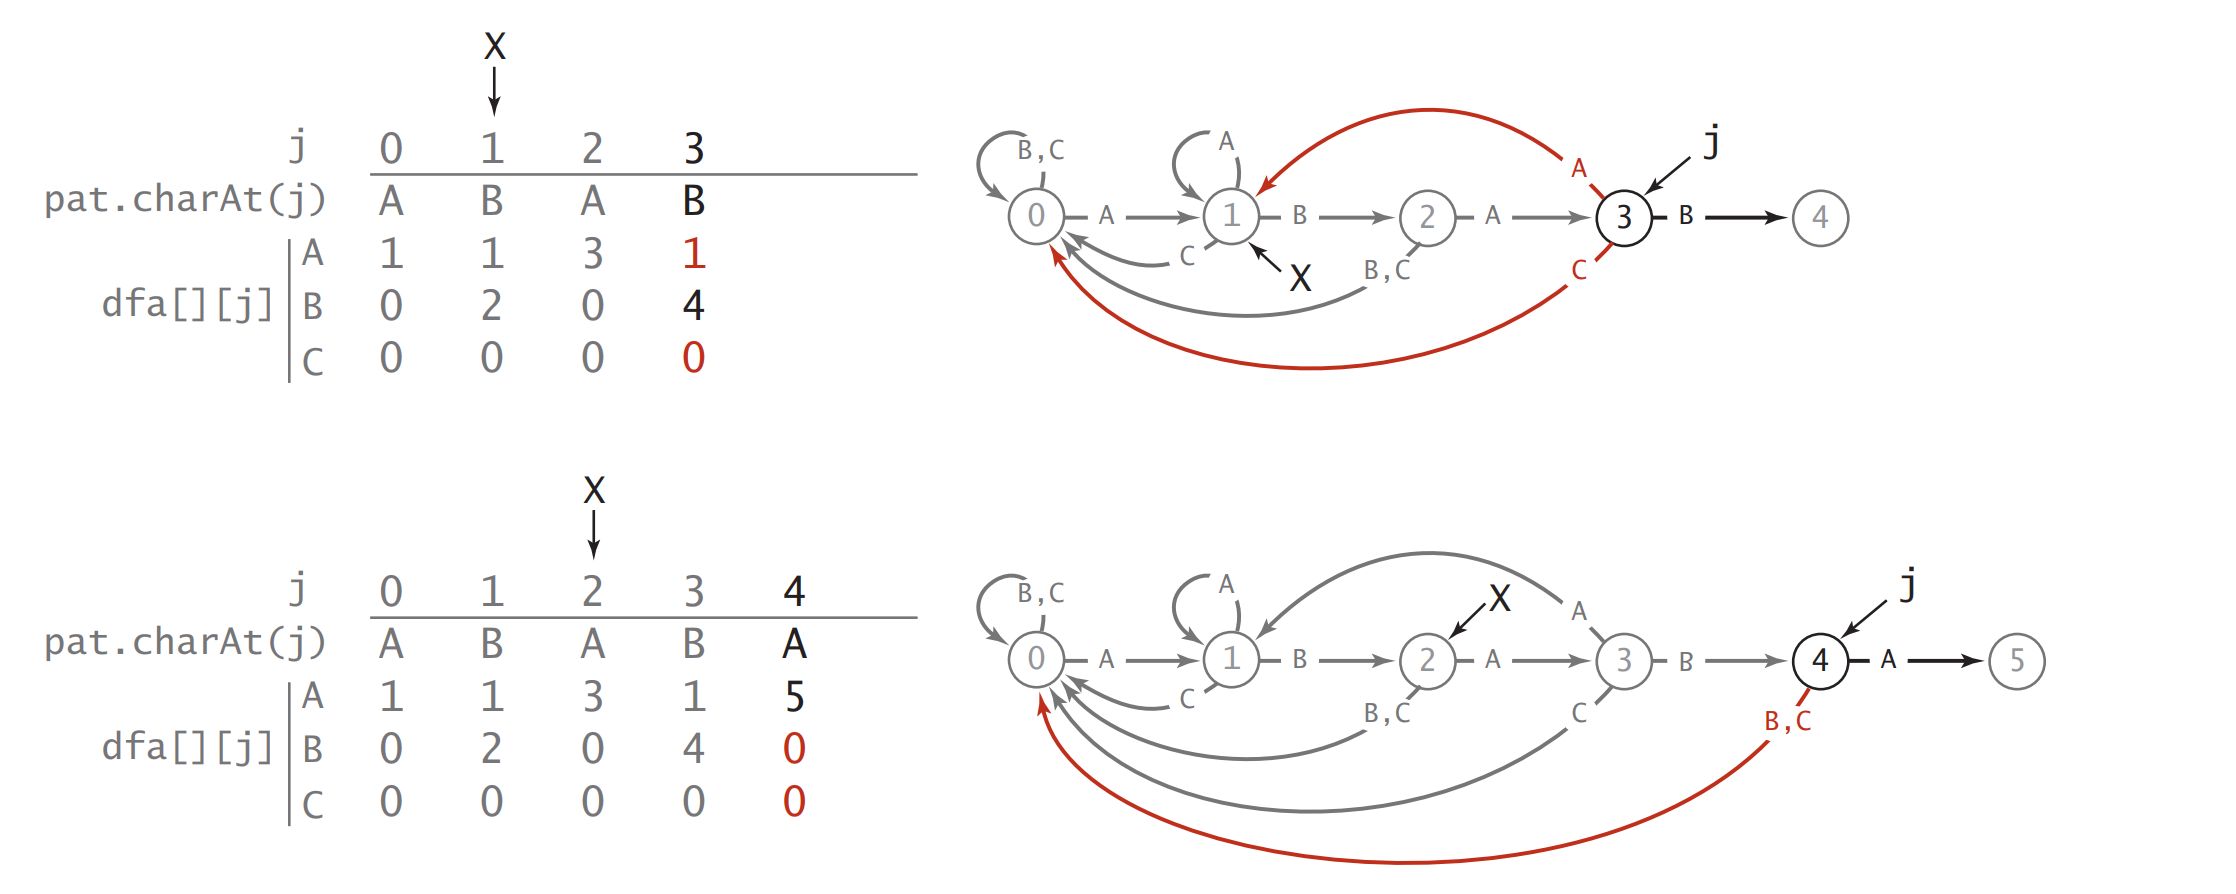 X
j 0 1 2 3
pat.charAt(j) A B A B
A 1 1 3 1
dfa[][j] B 0 2 0 4
C 0 0 0 0
B,C A A j
0 A 1 B 2 A 3 B 4
C X B,C C
X
j 0 1 2 3 4
pat.charAt(j) A B A B A
A 1 1 3 1 5
dfa[][j] B 0 2 0 4 0
C 0 0 0 0 0
B,C A X A j
0 A 1 B 2 A 3 B 4 A 5
C B,C C B,C